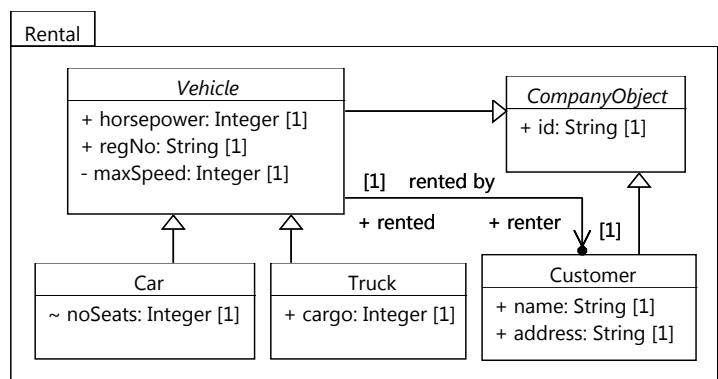 Rental
Vehicle
+ horsepower: Integer [1]
+ regNo: String [1]
- maxSpeed: Integer [1]
CompanyObject
+ id: String [1]
[1] rented by
+ rented + renter [1]
Car
~ noSeats: Integer [1]
Truck
+ cargo: Integer [1]
Customer
+ name: String [1]
+ address: String [1]